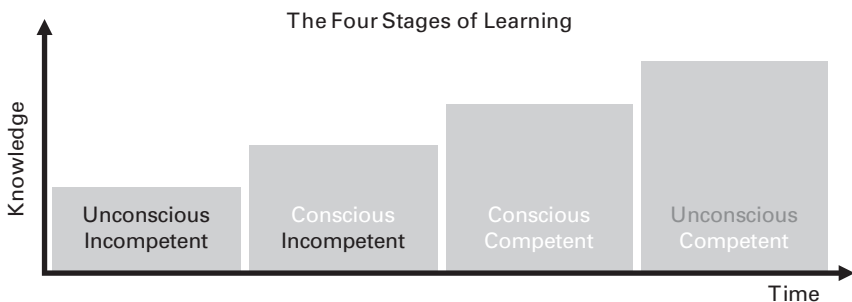 The Four Stages of Learning
Knowledge
Unconscious
Incompetent
Conscious
Incompetent
Conscious
Competent
Unconscious
Competent
Time